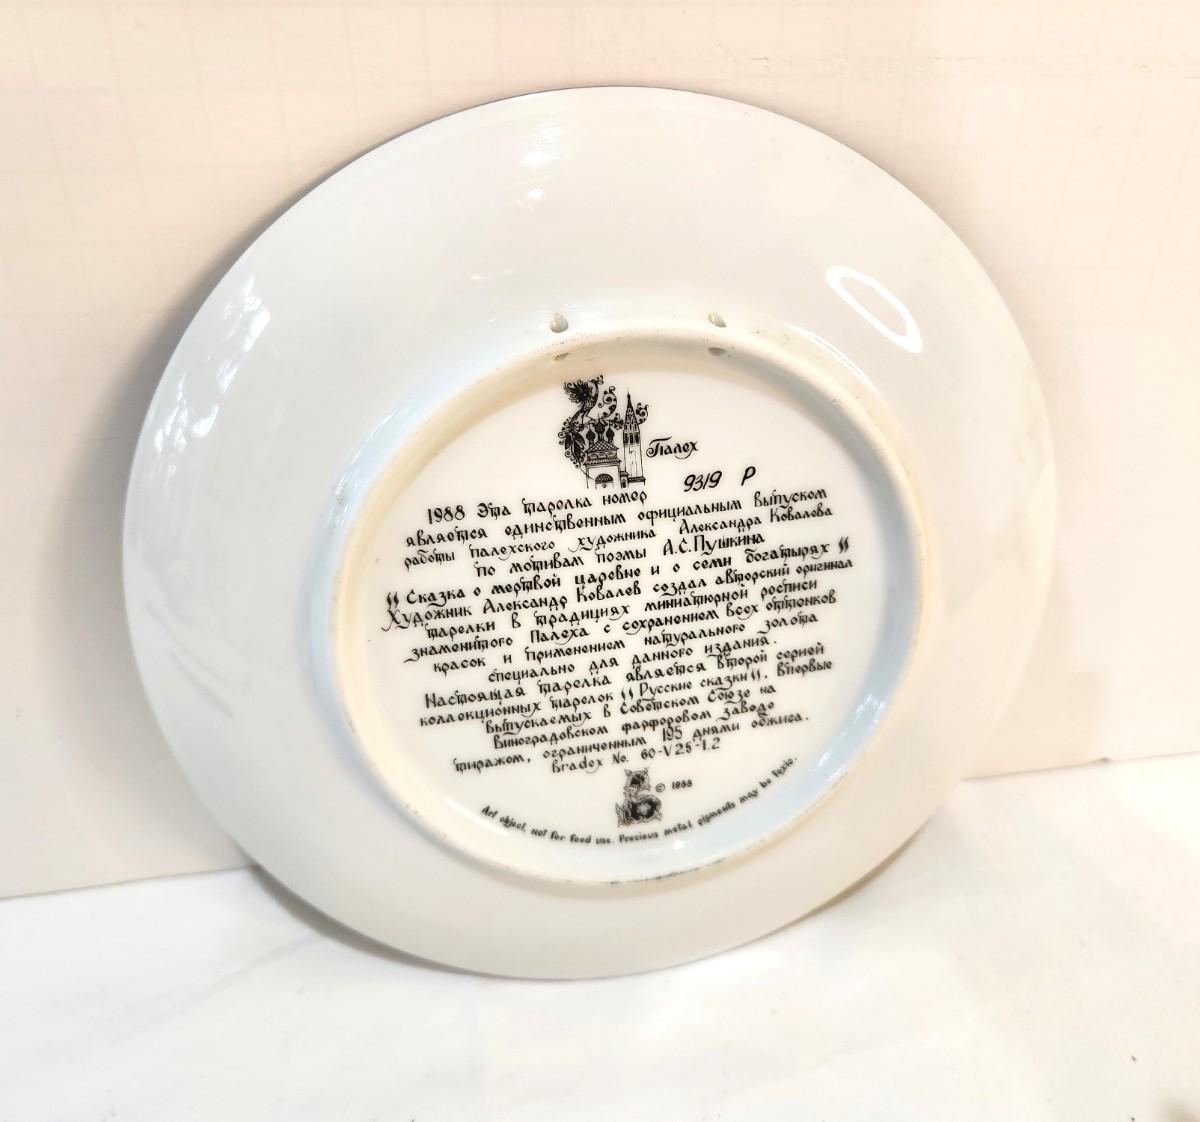 Палех
1988 Эта тарелка номер 9319 P
является единственным официальным выпуском
работы палехского художника Александра Ковалева
по мотивам поэмы А.С.Пушкина
"Сказка о мертвой царевне и о семи богатырях"
Художник Александр Ковалев создал авторский оригинал
тарелки в традициях миниатюрной росписи
знаменитого Палеха с сохранением всех оттенков
красок и применением натурального золота
специально для данного издания.
Настоящая тарелка является второй серией
коллекционных тарелок "Русские сказки". Впервые
выпускаемых в Советском Союзе на
Виноградовском фарфоровом заводе
тиражом, ограниченным 195 днями обжига.
Bradex No. 60-V25-1.2
© 1988
Art object, not for food use. Precious metal pigments may be toxic.